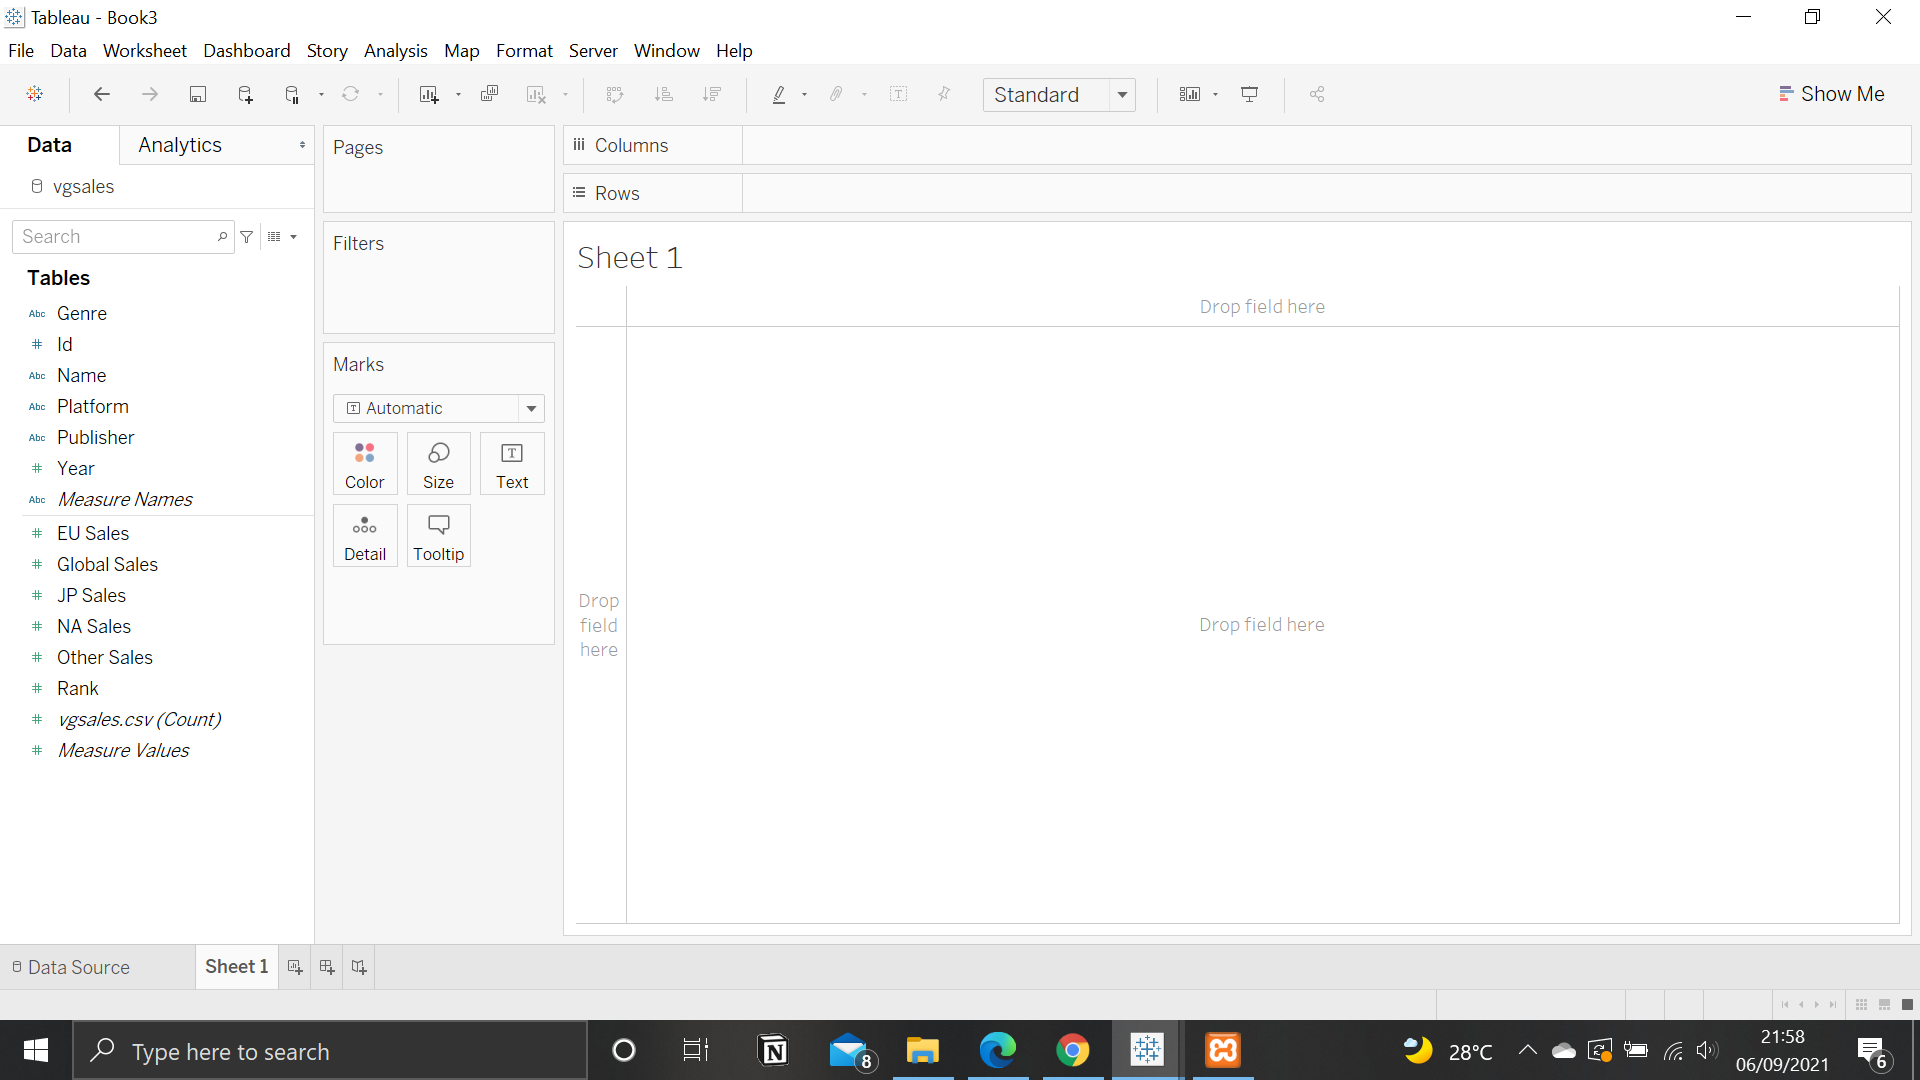 Tableau - Book3
File Data Worksheet Dashboard Story Analysis Map Format Server Window Help
Standard
Show Me
Data
Analytics
vgsales
Search
Tables
Abc Genre
# Id
Abc Name
Abc Platform
Abc Publisher
# Year
Abc Measure Names
# EU Sales
# Global Sales
# JP Sales
# NA Sales
# Other Sales
# Rank
# vgsales.csv (Count)
# Measure Values
Pages
Filters
Marks
T Automatic
Color
Size
T
Text
Detail
Tooltip
Columns
Rows
Sheet 1
Drop field here
Drop
field
here
Drop field here
Data Source
Sheet 1
Type here to search
N
8
28°C
21:58
06/09/2021
6